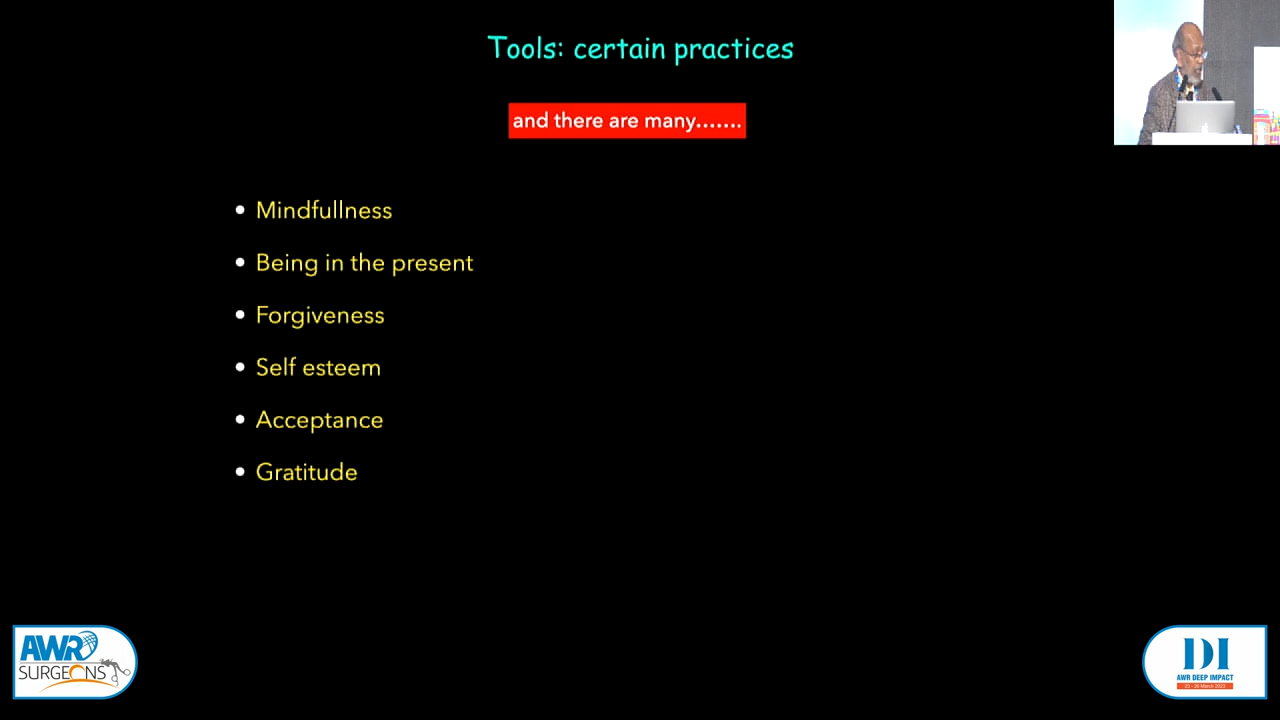 Tools: certain practices
and there are many.......
• Mindfullness
• Being in the present
• Forgiveness
• Self esteem
• Acceptance
• Gratitude
AWR
SURGEONS
DI
AWR DEEP IMPACT